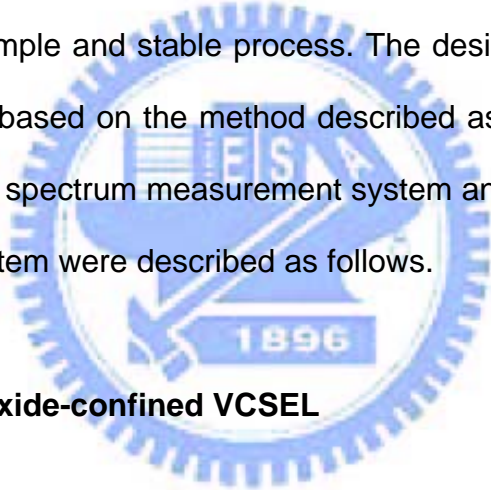 mple and stable process. The desi
based on the method described as
spectrum measurement system an
tem were described as follows.
ESA
1896
xide-confined VCSEL